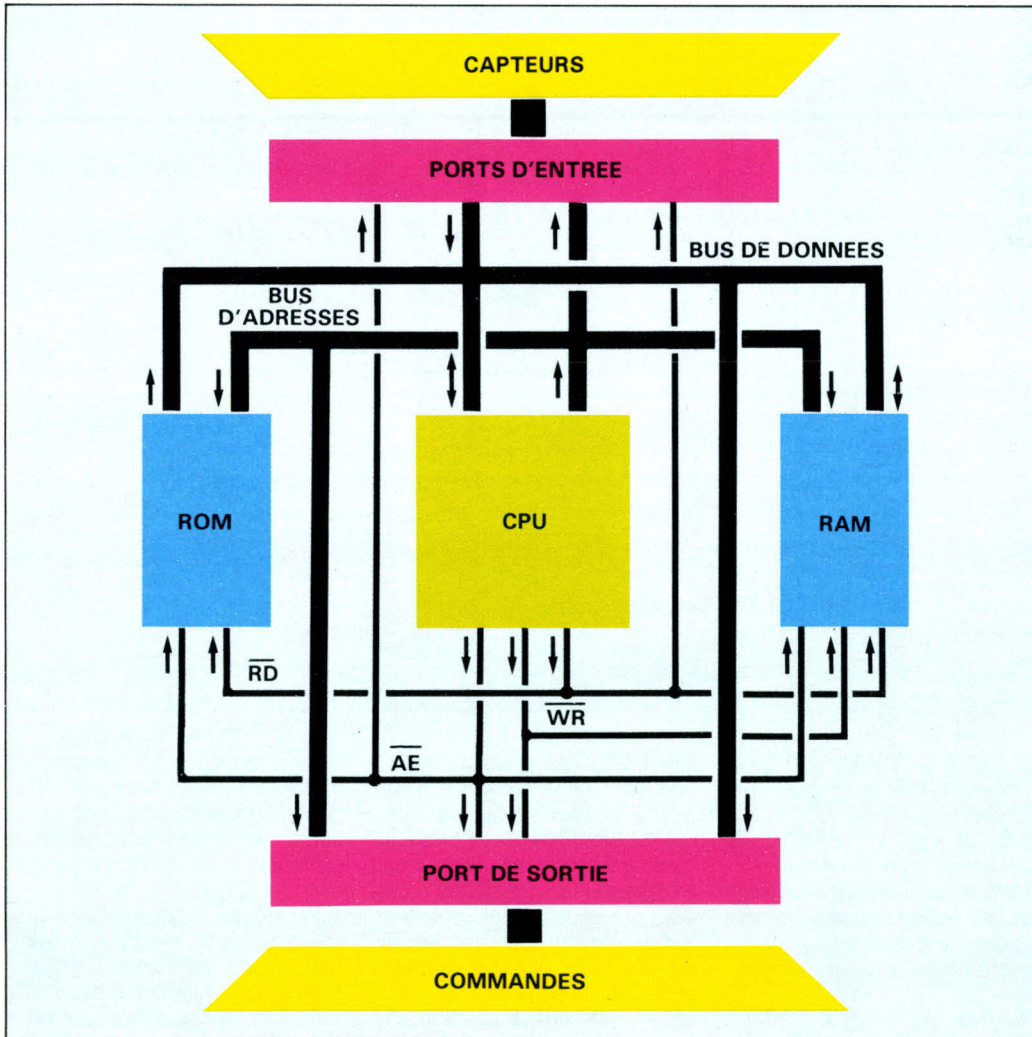 CAPTEURS
PORTS D'ENTREE
BUS DE DONNEES
BUS
D'ADRESSES
ROM
CPU
RAM
RD
WR
AE
PORT DE SORTIE
COMMANDES